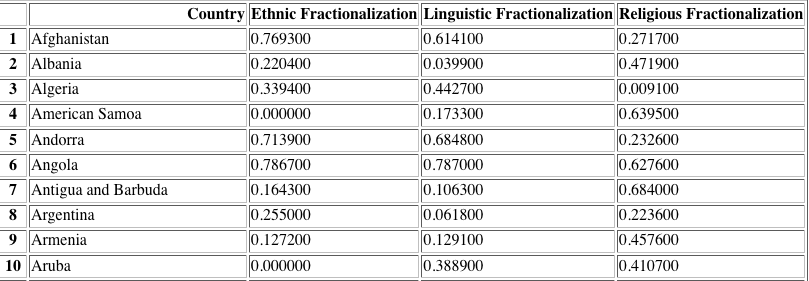 Country Ethnic Fractionalization Linguistic Fractionalization Religious Fractionalization
1 Afghanistan 0.769300 0.614100 0.271700
2 Albania 0.220400 0.039900 0.471900
3 Algeria 0.339400 0.442700 0.009100
4 American Samoa 0.000000 0.173300 0.639500
5 Andorra 0.713900 0.684800 0.232600
6 Angola 0.786700 0.787000 0.627600
7 Antigua and Barbuda 0.164300 0.106300 0.684000
8 Argentina 0.255000 0.061800 0.223600
9 Armenia 0.127200 0.129100 0.457600
10 Aruba 0.000000 0.388900 0.410700